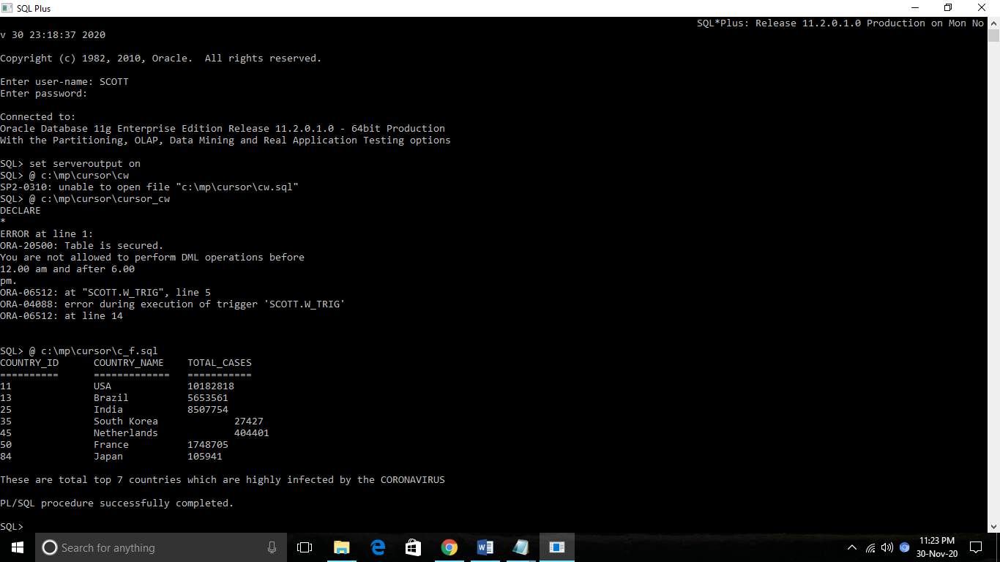 SQL Plus
SQL*Plus: Release 11.2.0.1.0 Production on Mon No
v 30 23:18:37 2020
Copyright (c) 1982, 2010, Oracle.  All rights reserved.
Enter user-name: SCOTT
Enter password:
Connected to:
Oracle Database 11g Enterprise Edition Release 11.2.0.1.0 - 64bit Production
With the Partitioning, OLAP, Data Mining and Real Application Testing options
SQL> set serveroutput on
SQL> @ c:\mp\cursor\cw
SP2-0310: unable to open file "c:\mp\cursor\cw.sql"
SQL> @ c:\mp\cursor\cursor_cw
DECLARE
*
ERROR at line 1:
ORA-20500: Table is secured.
You are not allowed to perform DML operations before
12.00 am and after 6.00
pm.
ORA-06512: at "SCOTT.W_TRIG", line 5
ORA-04088: error during execution of trigger 'SCOTT.W_TRIG'
ORA-06512: at line 14
SQL> @ c:\mp\cursor\c_f.sql
COUNTRY_ID      COUNTRY_NAME    TOTAL_CASES
==========      =============   ===========
11              USA             10182818
13              Brazil          5653561
25              India           8507754
35              South Korea             27427
45              Netherlands             404401
50              France          1748705
84              Japan           105941
These are total top 7 countries which are highly infected by the CORONAVIRUS
PL/SQL procedure successfully completed.
SQL>
Search for anything
11:23 PM
30-Nov-20